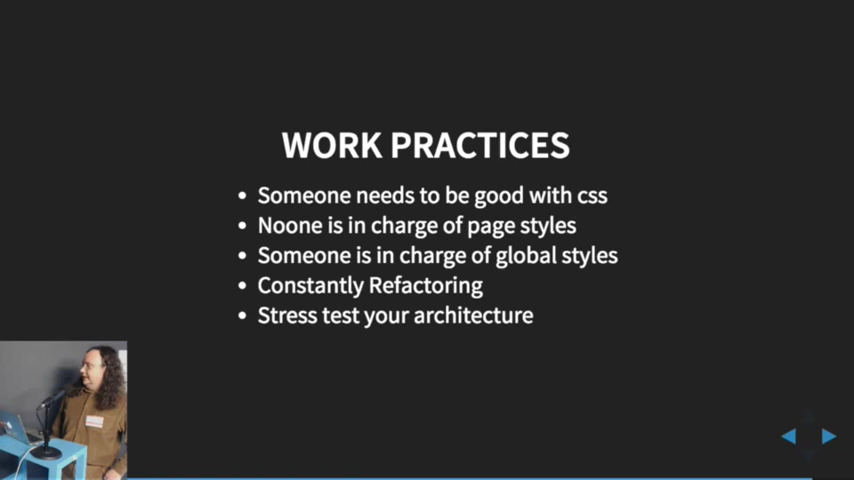 WORK PRACTICES
Someone needs to be good with css
Noone is in charge of page styles
Someone is in charge of global styles
Constantly Refactoring
Stress test your architecture